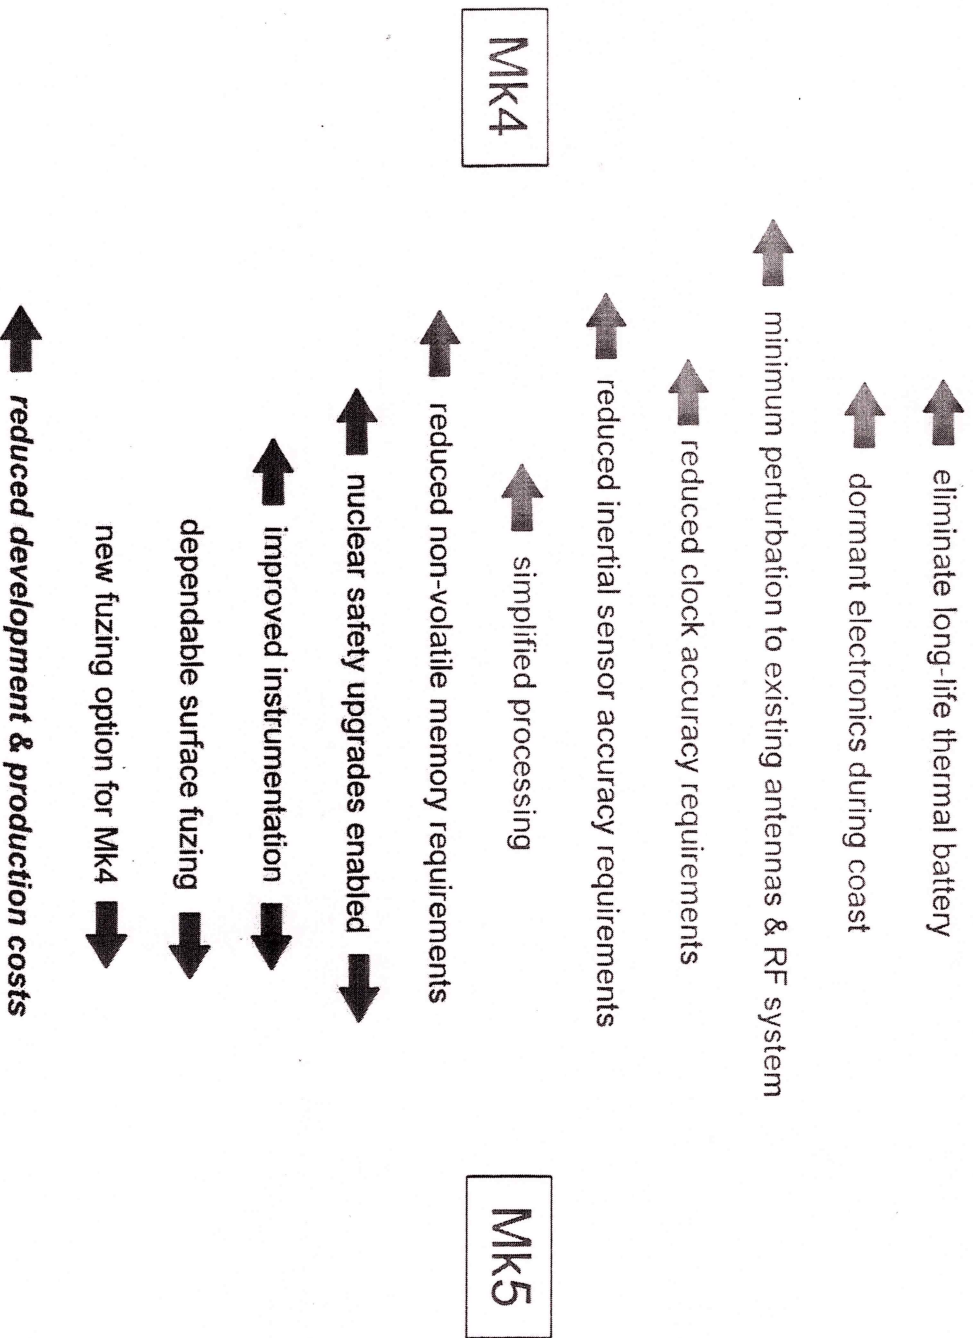 eliminate long-life thermal battery
dormant electronics during coast
minimum perturbation to existing antennas & RF system
reduced clock accuracy requirements
reduced inertial sensor accuracy requirements
Mk4
simplified processing
Mk5
reduced non-volatile memory requirements
nuclear safety upgrades enabled
improved instrumentation
dependable surface fuzing
new fuzing option for Mk4
reduced development & production costs